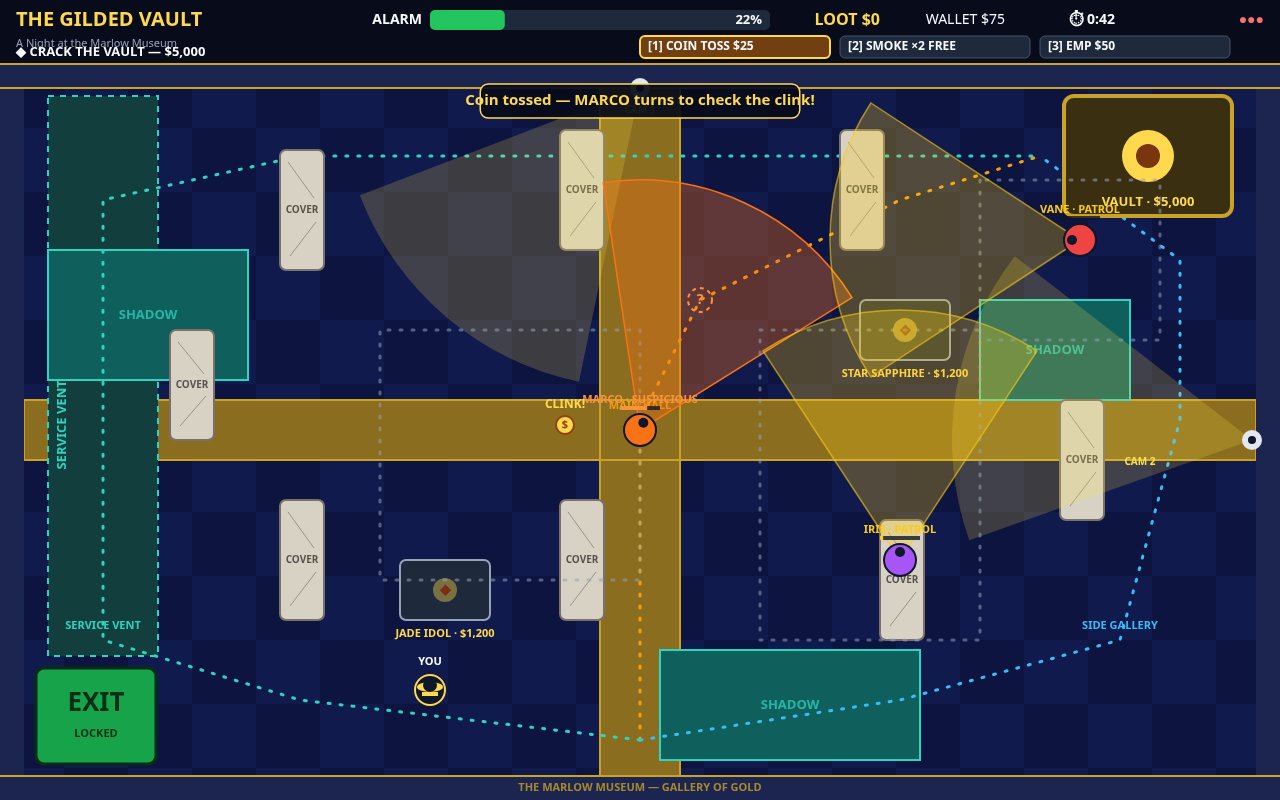 THE GILDED VAULT
A Night at the Marlow Museum
◆ CRACK THE VAULT — $5,000
ALARM
22%
LOOT $0
WALLET $75
⏱ 0:42
[1] COIN TOSS $25
[2] SMOKE ×2 FREE
[3] EMP $50
Coin tossed — MARCO turns to check the clink!
COVER
COVER
COVER
VAULT · $5,000
VANE · PATROL
SHADOW
?
SHADOW
STAR SAPPHIRE · $1,200
COVER
SERVICE VENT
CLINK!
$
MARCO · SUSPICIOUS
COVER
CAM 2
IRIS · PATROL
COVER
COVER
COVER
JADE IDOL · $1,200
SERVICE VENT
SIDE GALLERY
YOU
SHADOW
EXIT
LOCKED
THE MARLOW MUSEUM — GALLERY OF GOLD